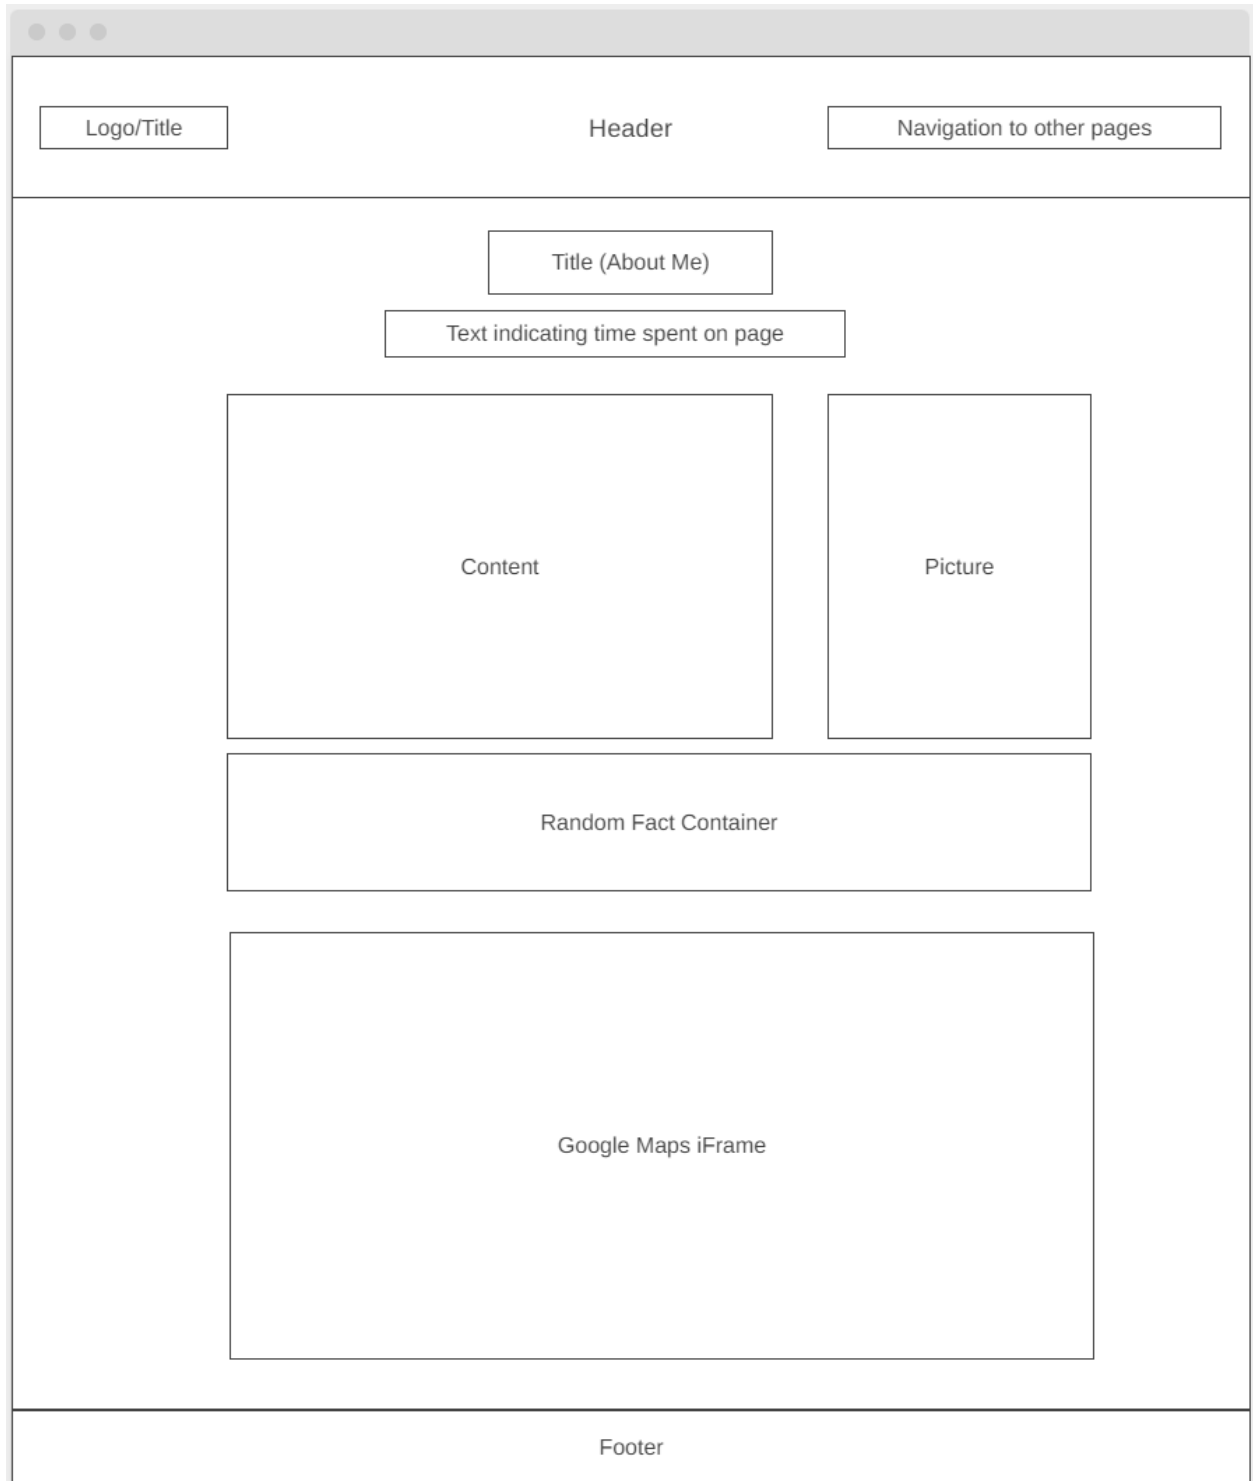 Logo/Title
Header
Navigation to other pages
Title (About Me)
Text indicating time spent on page
Content
Picture
Random Fact Container
Google Maps iFrame
Footer